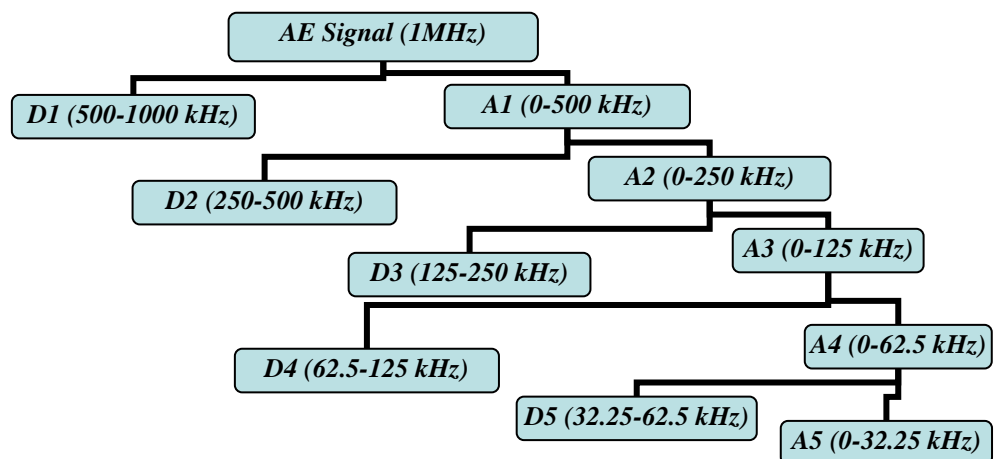 AE Signal (1MHz)
D1 (500-1000 kHz)
A1 (0-500 kHz)
D2 (250-500 kHz)
A2 (0-250 kHz)
D3 (125-250 kHz)
A3 (0-125 kHz)
D4 (62.5-125 kHz)
A4 (0-62.5 kHz)
D5 (32.25-62.5 kHz)
A5 (0-32.25 kHz)